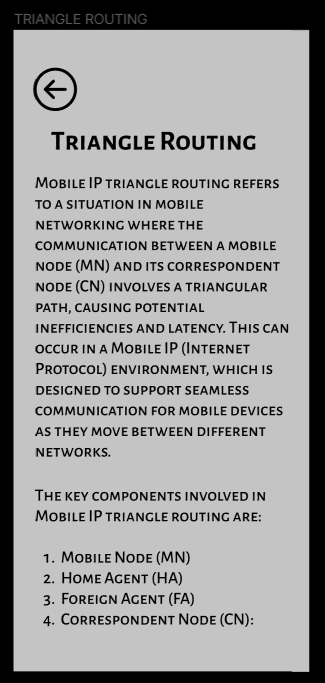 TRIANGLE ROUTING
Triangle Routing
Mobile IP triangle routing refers
to a situation in mobile
networking where the
communication between a mobile
node (MN) and its correspondent
node (CN) involves a triangular
path, causing potential
inefficiencies and latency. This can
occur in a Mobile IP (Internet
Protocol) environment, which is
designed to support seamless
communication for mobile devices
as they move between different
networks.
The key components involved in
Mobile IP triangle routing are:
1. Mobile Node (MN)
2. Home Agent (HA)
3. Foreign Agent (FA)
4. Correspondent Node (CN):